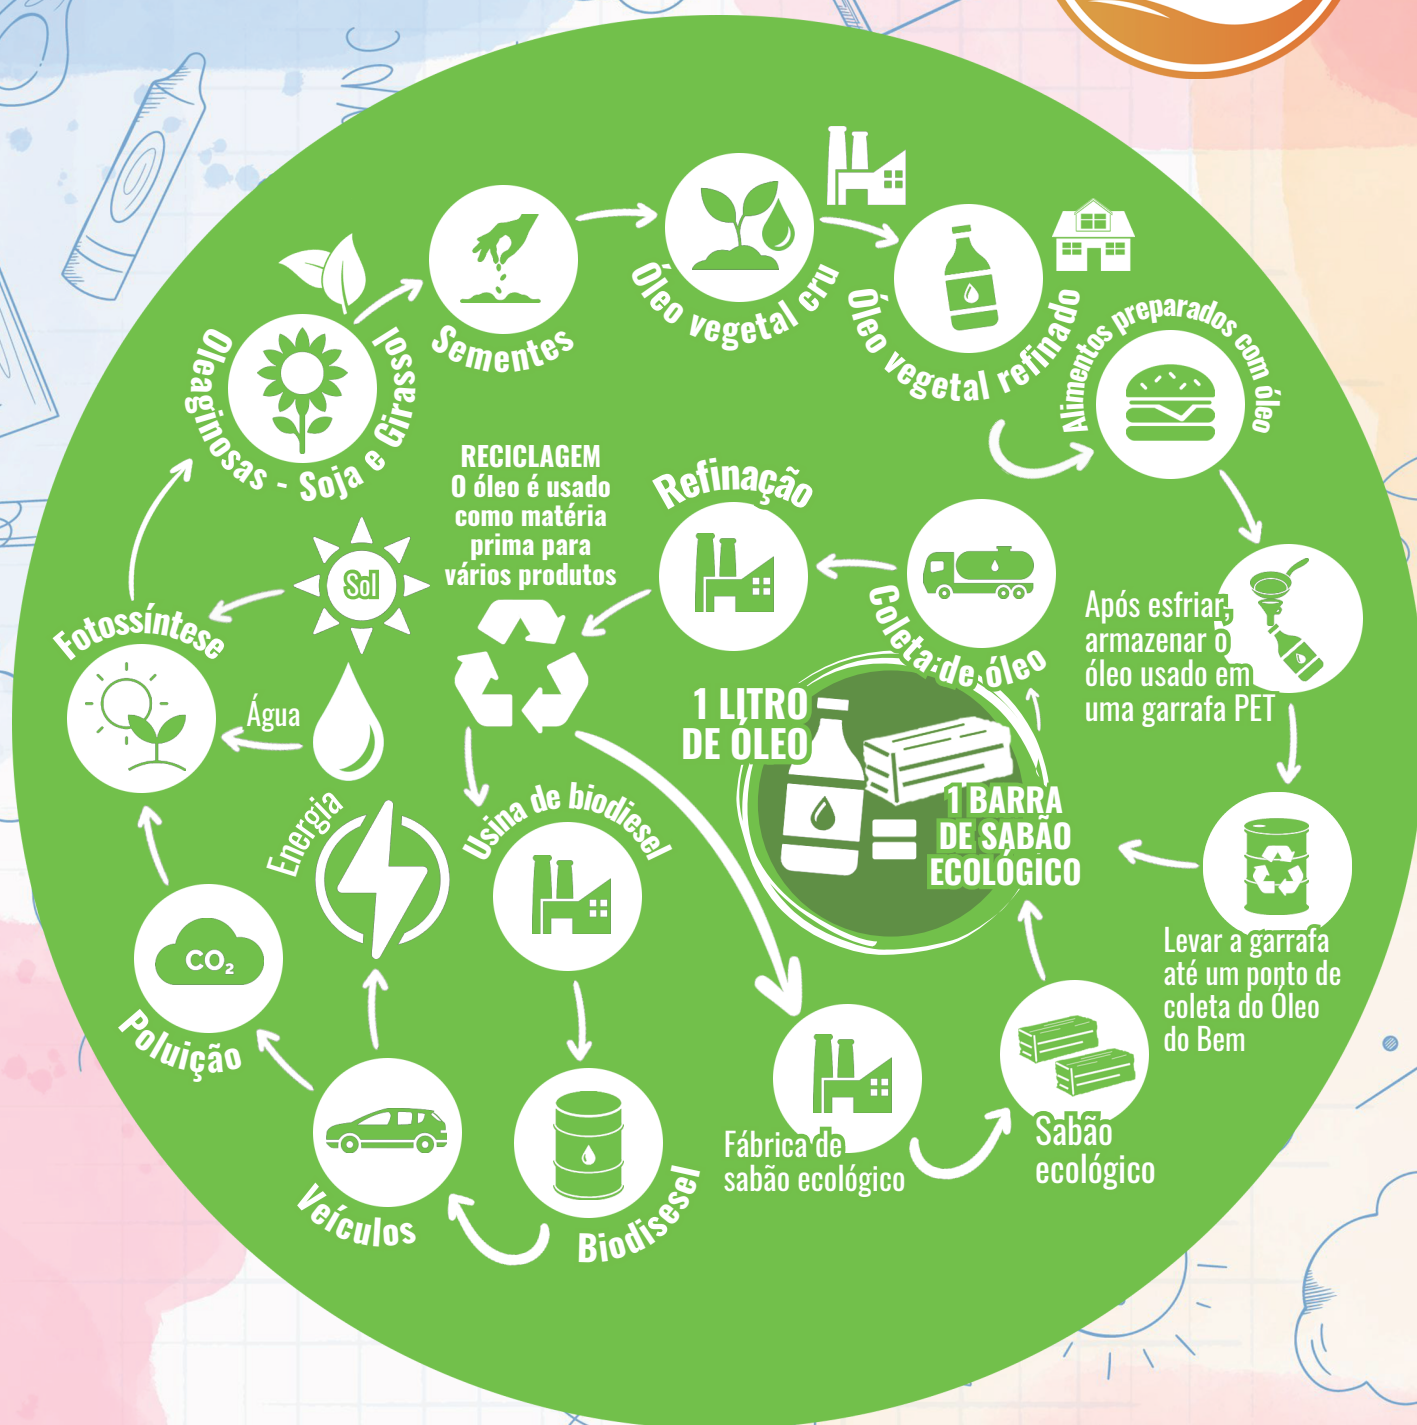 Sementes
Óleo vegetal cru
Óleo vegetal refinado
Alimentos preparados com óleo
Oleaginosas - Soja e Girassol
RECICLAGEM
O óleo é usado
como matéria
prima para
vários produtos
Refinação
Coleta de óleo
Após esfriar,
armazenar o
óleo usado em
uma garrafa PET
Sol
Fotossíntese
Água
1 LITRO
DE ÓLEO
=
1 BARRA
DE SABÃO
ECOLÓGICO
Energia
Usina de biodiesel
Levar a garrafa
até um ponto de
coleta do Óleo
do Bem
CO₂
Poluição
Veículos
Biodisesel
Fábrica de
sabão ecológico
Sabão
ecológico